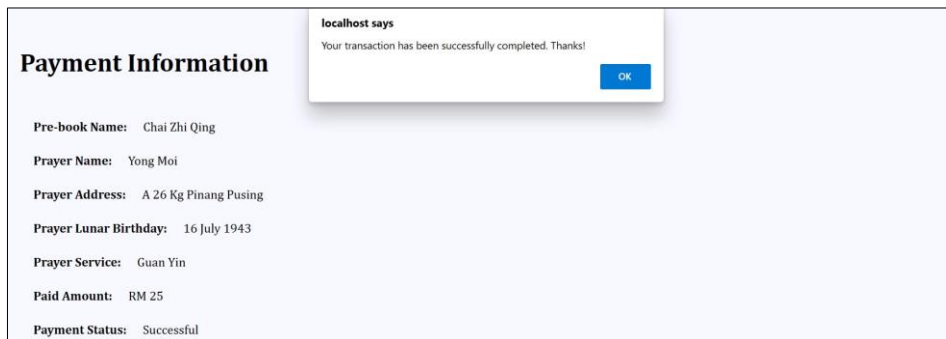 localhost says
Your transaction has been successfully completed. Thanks!
OK
Payment Information
Pre-book Name: Chai Zhi Qing
Prayer Name: Yong Moi
Prayer Address: A 26 Kg Pinang Pusing
Prayer Lunar Birthday: 16 July 1943
Prayer Service: Guan Yin
Paid Amount: RM 25
Payment Status: Successful